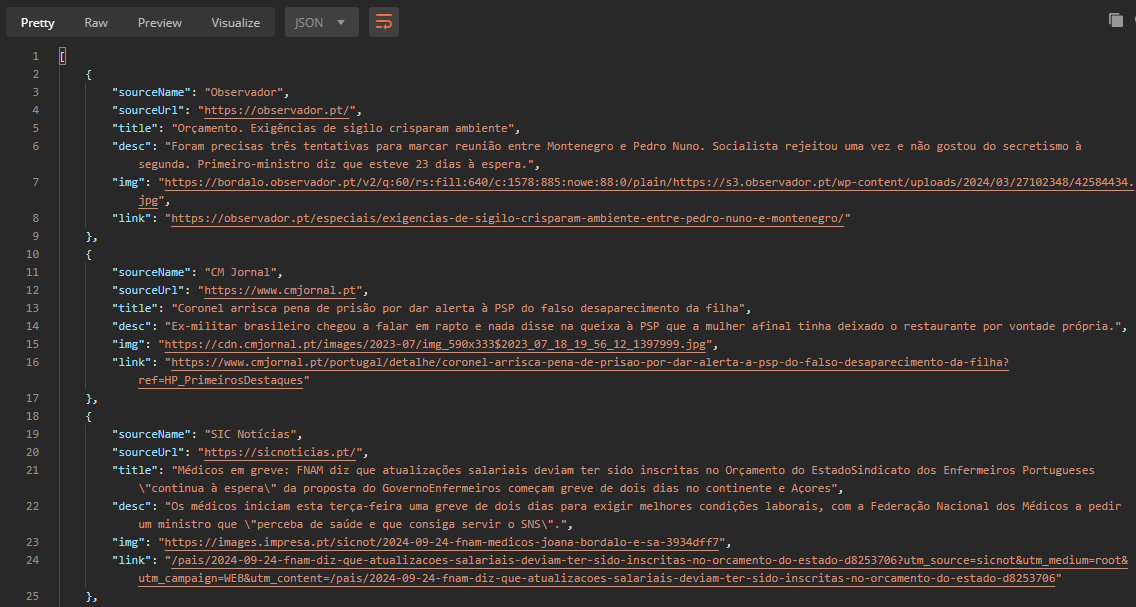 Pretty Raw Preview Visualize JSON
1 [
2 {
3 "sourceName": "Observador",
4 "sourceUrl": "https://observador.pt/",
5 "title": "Orçamento. Exigências de sigilo crisparam ambiente",
6 "desc": "Foram precisas três tentativas para marcar reunião entre Montenegro e Pedro Nuno. Socialista rejeitou uma vez e não gostou do secretismo à
segunda. Primeiro-ministro diz que esteve 23 dias à espera.",
7 "img": "https://bordalo.observador.pt/v2/q:60/rs:fill:640/c:1578:885:nowe:88:0/plain/https://s3.observador.pt/wp-content/uploads/2024/03/27102348/42584434.
jpg",
8 "link": "https://observador.pt/especiais/exigencias-de-sigilo-crisparam-ambiente-entre-pedro-nuno-e-montenegro/"
9 },
10 {
11 "sourceName": "CM Jornal",
12 "sourceUrl": "https://www.cmjornal.pt",
13 "title": "Coronel arrisca pena de prisão por dar alerta à PSP do falso desaparecimento da filha",
14 "desc": "Ex-militar brasileiro chegou a falar em rapto e nada disse na queixa à PSP que a mulher afinal tinha deixado o restaurante por vontade própria.",
15 "img": "https://cdn.cmjornal.pt/images/2023-07/img_590x333$2023_07_18_19_56_12_1397999.jpg",
16 "link": "https://www.cmjornal.pt/portugal/detalhe/coronel-arrisca-pena-de-prisao-por-dar-alerta-a-psp-do-falso-desaparecimento-da-filha?
ref=HP_PrimeirosDestaques"
17 },
18 {
19 "sourceName": "SIC Notícias",
20 "sourceUrl": "https://sicnoticias.pt/",
21 "title": "Médicos em greve: FNAM diz que atualizações salariais deviam ter sido inscritas no Orçamento do EstadoSindicato dos Enfermeiros Portugueses
\"continua à espera\" da proposta do GovernoEnfermeiros começam greve de dois dias no continente e Açores",
22 "desc": "Os médicos iniciam esta terça-feira uma greve de dois dias para exigir melhores condições laborais, com a Federação Nacional dos Médicos a pedir
um ministro que \"perceba de saúde e que consiga servir o SNS\".",
23 "img": "https://images.impresa.pt/sicnot/2024-09-24-fnam-medicos-joana-bordalo-e-sa-3934dff7",
24 "link": "/pais/2024-09-24-fnam-diz-que-atualizacoes-salariais-deviam-ter-sido-inscritas-no-orcamento-do-estado-d8253706?utm_source=sicnot&utm_medium=root&
utm_campaign=WEB&utm_content=/pais/2024-09-24-fnam-diz-que-atualizacoes-salariais-deviam-ter-sido-inscritas-no-orcamento-do-estado-d8253706"
25 },